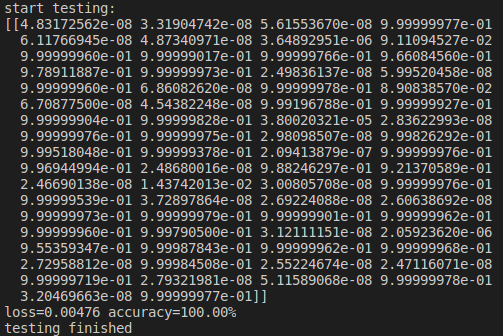 start testing:
[[4.83172562e-08 3.31904742e-08 5.61553670e-08 9.99999977e-01
6.11766945e-08 4.87340971e-08 3.64892951e-06 9.11094527e-02
9.99999960e-01 9.99999017e-01 9.99999766e-01 9.66084560e-01
9.78911887e-01 9.99999973e-01 2.49836137e-08 5.99520458e-08
9.99999960e-01 6.86082620e-08 9.99999978e-01 8.90838570e-02
6.70877500e-08 4.54382248e-08 9.99196788e-01 9.99999927e-01
9.99999904e-01 9.99999828e-01 3.80020321e-05 2.83622993e-08
9.99999976e-01 9.99999975e-01 2.98098507e-08 9.99826292e-01
9.99518048e-01 9.99999378e-01 2.09413879e-07 9.99999976e-01
9.96944994e-01 2.48680016e-08 9.88246297e-01 9.21370589e-01
2.46690138e-08 1.43742013e-02 3.00805708e-08 9.99999976e-01
9.99999539e-01 3.72897864e-08 2.69224088e-08 2.60638692e-08
9.99999973e-01 9.99999979e-01 9.99999901e-01 9.99999962e-01
9.99999960e-01 9.99790500e-01 3.12111151e-08 2.05923620e-06
9.55359347e-01 9.99987843e-01 9.99999962e-01 9.99999968e-01
2.72958812e-08 9.99984508e-01 2.55224674e-08 2.47116071e-08
9.99999719e-01 2.79321981e-08 5.11589068e-08 9.99999978e-01
3.20469663e-08 9.99999977e-01]]
loss=0.00476 accuracy=100.00%
testing finished